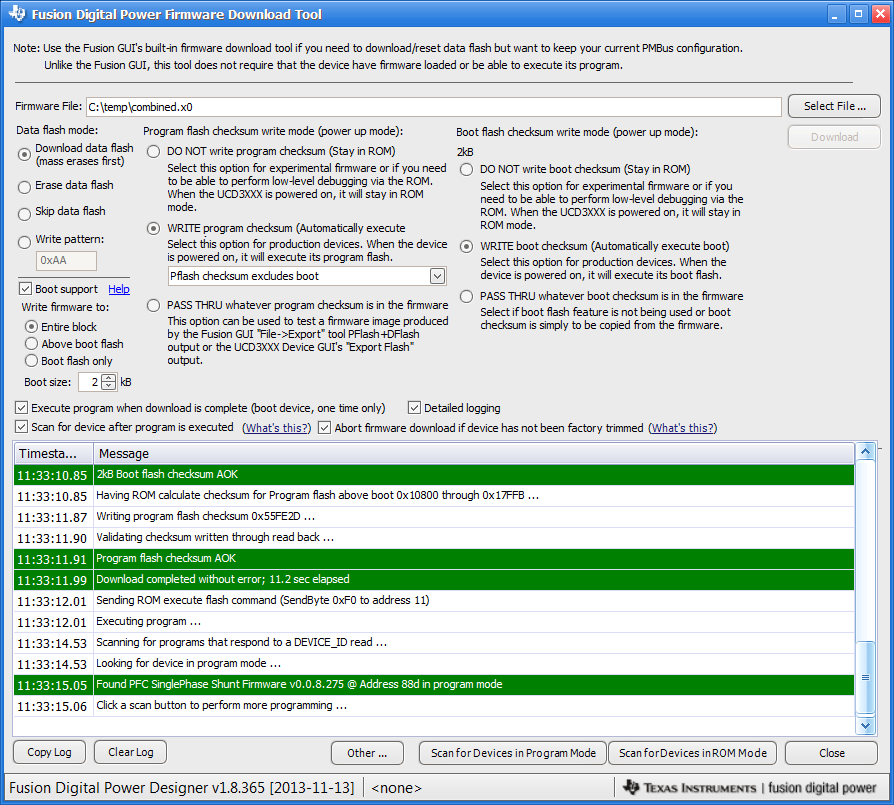 Fusion Digital Power Firmware Download Tool
Note: Use the Fusion GUI's built-in firmware download tool if you need to download/reset data flash but want to keep your current PMBus configuration.
Unlike the Fusion GUI, this tool does not require that the device have firmware loaded or be able to execute its program.
Firmware File: C:\temp\combined.x0
Select File ...
Download
Data flash mode:
Download data flash
(mass erases first)
Erase data flash
Skip data flash
Write pattern:
0xAA
Boot support Help
Write firmware to:
Entire block
Above boot flash
Boot flash only
Boot size: 2 kB
Program flash checksum write mode (power up mode):
DO NOT write program checksum (Stay in ROM)
Select this option for experimental firmware or if you need
to be able to perform low-level debugging via the ROM.
When the UCD3XXX is powered on, it will stay in ROM
mode.
WRITE program checksum (Automatically execute
Select this option for production devices. When the device
is powered on, it will execute its program flash.
Pflash checksum excludes boot
PASS THRU whatever program checksum is in the firmware
This option can be used to test a firmware image produced
by the Fusion GUI "File->Export" tool PFlash+DFlash
output or the UCD3XXX Device GUI's "Export Flash"
output.
Boot flash checksum write mode (power up mode):
2kB
DO NOT write boot checksum (Stay in ROM)
Select this option for experimental firmware or if you
need to be able to perform low-level debugging via the
ROM. When the UCD3XXX is powered on, it will stay in
ROM mode.
WRITE boot checksum (Automatically execute boot)
Select this option for production devices. When the
device is powered on, it will execute its boot flash.
PASS THRU whatever boot checksum is in the firmware
Select if boot flash feature is not being used or boot
checksum is simply to be copied from the firmware.
Execute program when download is complete (boot device, one time only) Detailed logging
Scan for device after program is executed (What's this?) Abort firmware download if device has not been factory trimmed (What's this?)
Timesta... Message
11:33:10.85 2kB Boot flash checksum AOK
11:33:10.85 Having ROM calculate checksum for Program flash above boot 0x10800 through 0x17FFB ...
11:33:11.87 Writing program flash checksum 0x55FE2D ...
11:33:11.90 Validating checksum written through read back ...
11:33:11.91 Program flash checksum AOK
11:33:11.99 Download completed without error; 11.2 sec elapsed
11:33:12.01 Sending ROM execute flash command (SendByte 0xF0 to address 11)
11:33:12.01 Executing program ...
11:33:14.53 Scanning for programs that respond to a DEVICE_ID read ...
11:33:14.53 Looking for device in program mode ...
11:33:15.05 Found PFC SinglePhase Shunt Firmware v0.0.8.275 @ Address 88d in program mode
11:33:15.06 Click a scan button to perform more programming ...
Copy Log Clear Log Other ... Scan for Devices in Program Mode Scan for Devices in ROM Mode Close
Fusion Digital Power Designer v1.8.365 [2013-11-13] <none> TEXAS INSTRUMENTS | fusion digital power